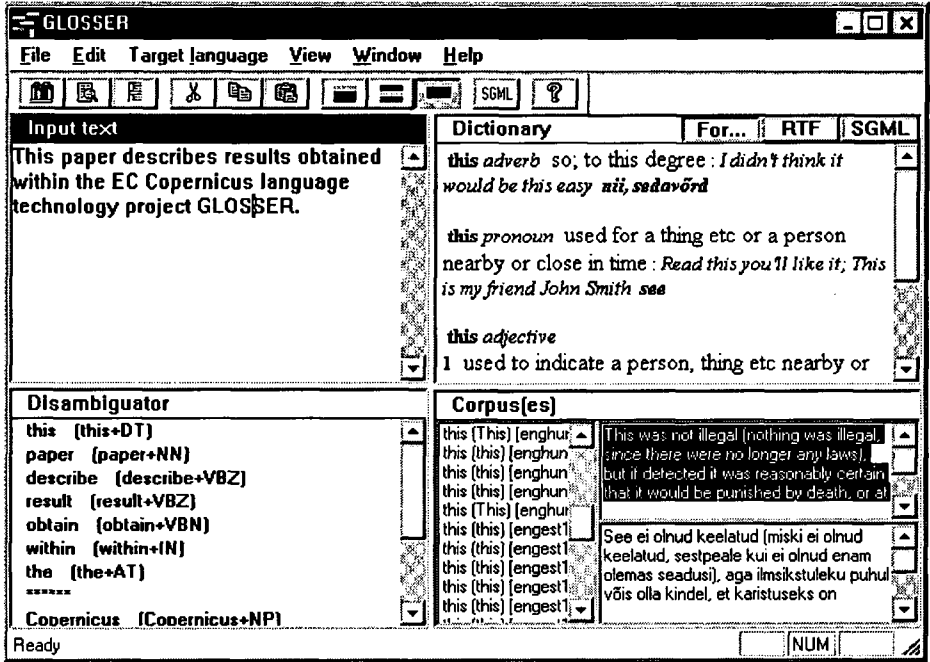 GLOSSER
File Edit Target language View Window Help
SGML
Input text
This paper describes results obtained
within the EC Copernicus language
technology project GLOSSER.
Dictionary For... RTF SGML
this adverb so; to this degree : I didn't think it
would be this easy nii, sedavõrd
this pronoun used for a thing etc or a person
nearby or close in time : Read this you'll like it; This
is my friend John Smith see
this adjective
1 used to indicate a person, thing etc nearby or
Disambiguator
this (this+DT)
paper (paper+NN)
describe (describe+VBZ)
result (result+VBZ)
obtain (obtain+VBN)
within (within+IN)
the (the+AT)
******
Copernicus (Copernicus+NP)
Corpus(es)
this (This) [enghur
this (this) [enghun
this (this) [enghun
this (this) [enghun
this (This) [enghur
this (this) [engest1
this (this) [engest1
this (this) [engest1
this (this) [engest1
this (this) [engest1
This was not illegal (nothing was illegal,
since there were no longer any laws),
but if detected it was reasonably certain
that it would be punished by death, or at
See ei olnud keelatud (miski ei olnud
keelatud, sestpeale kui ei olnud enam
olemas seadusi), aga ilmsikstuleku puhul
võis olla kindel, et karistuseks on
Ready NUM